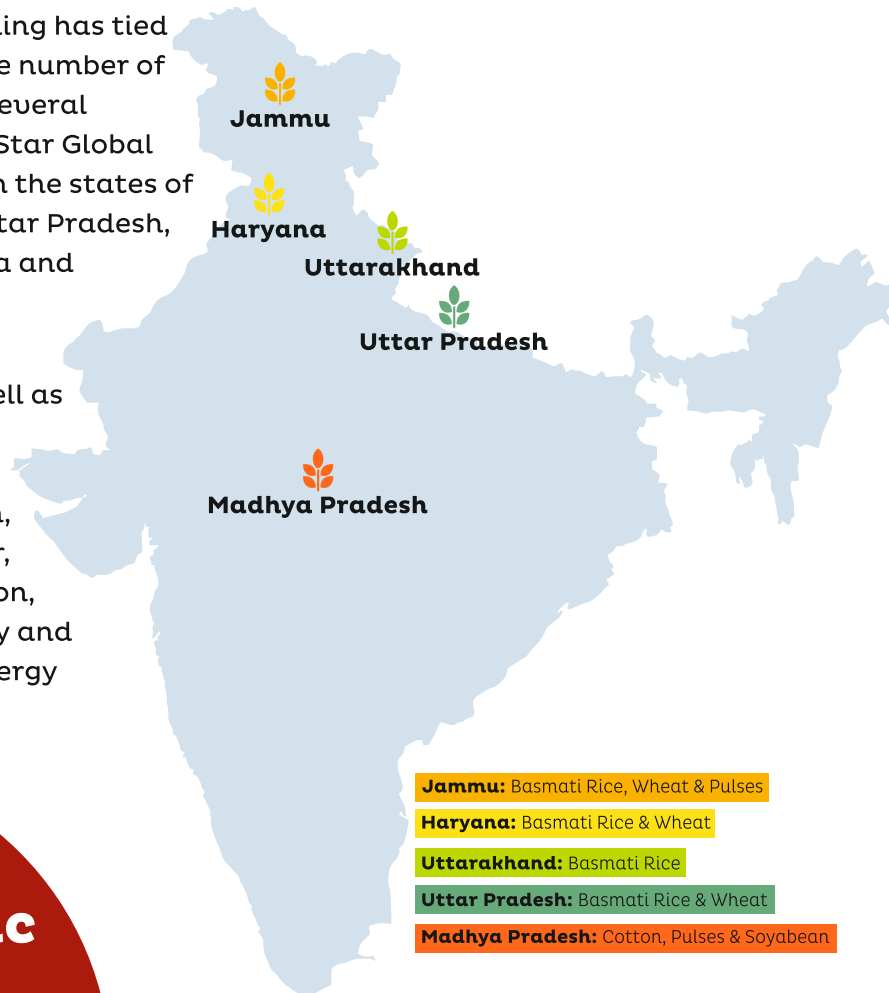 ing has tied
e number of
everal
Star Global
n the states of
tar Pradesh,
a and
ell as
,
r,
on,
y and
ergy
Jammu
Haryana
Uttarakhand
Uttar Pradesh
Madhya Pradesh
Jammu: Basmati Rice, Wheat & Pulses
Haryana: Basmati Rice & Wheat
Uttarakhand: Basmati Rice
Uttar Pradesh: Basmati Rice & Wheat
Madhya Pradesh: Cotton, Pulses & Soyabean
ic